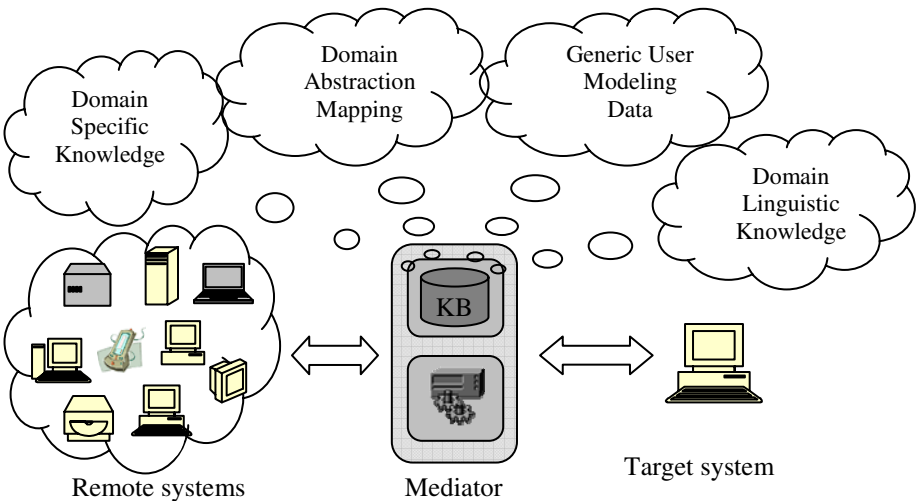 Domain
Specific
Knowledge
Domain
Abstraction
Mapping
Generic User
Modeling
Data
Domain
Linguistic
Knowledge
KB
Remote systems
Mediator
Target system